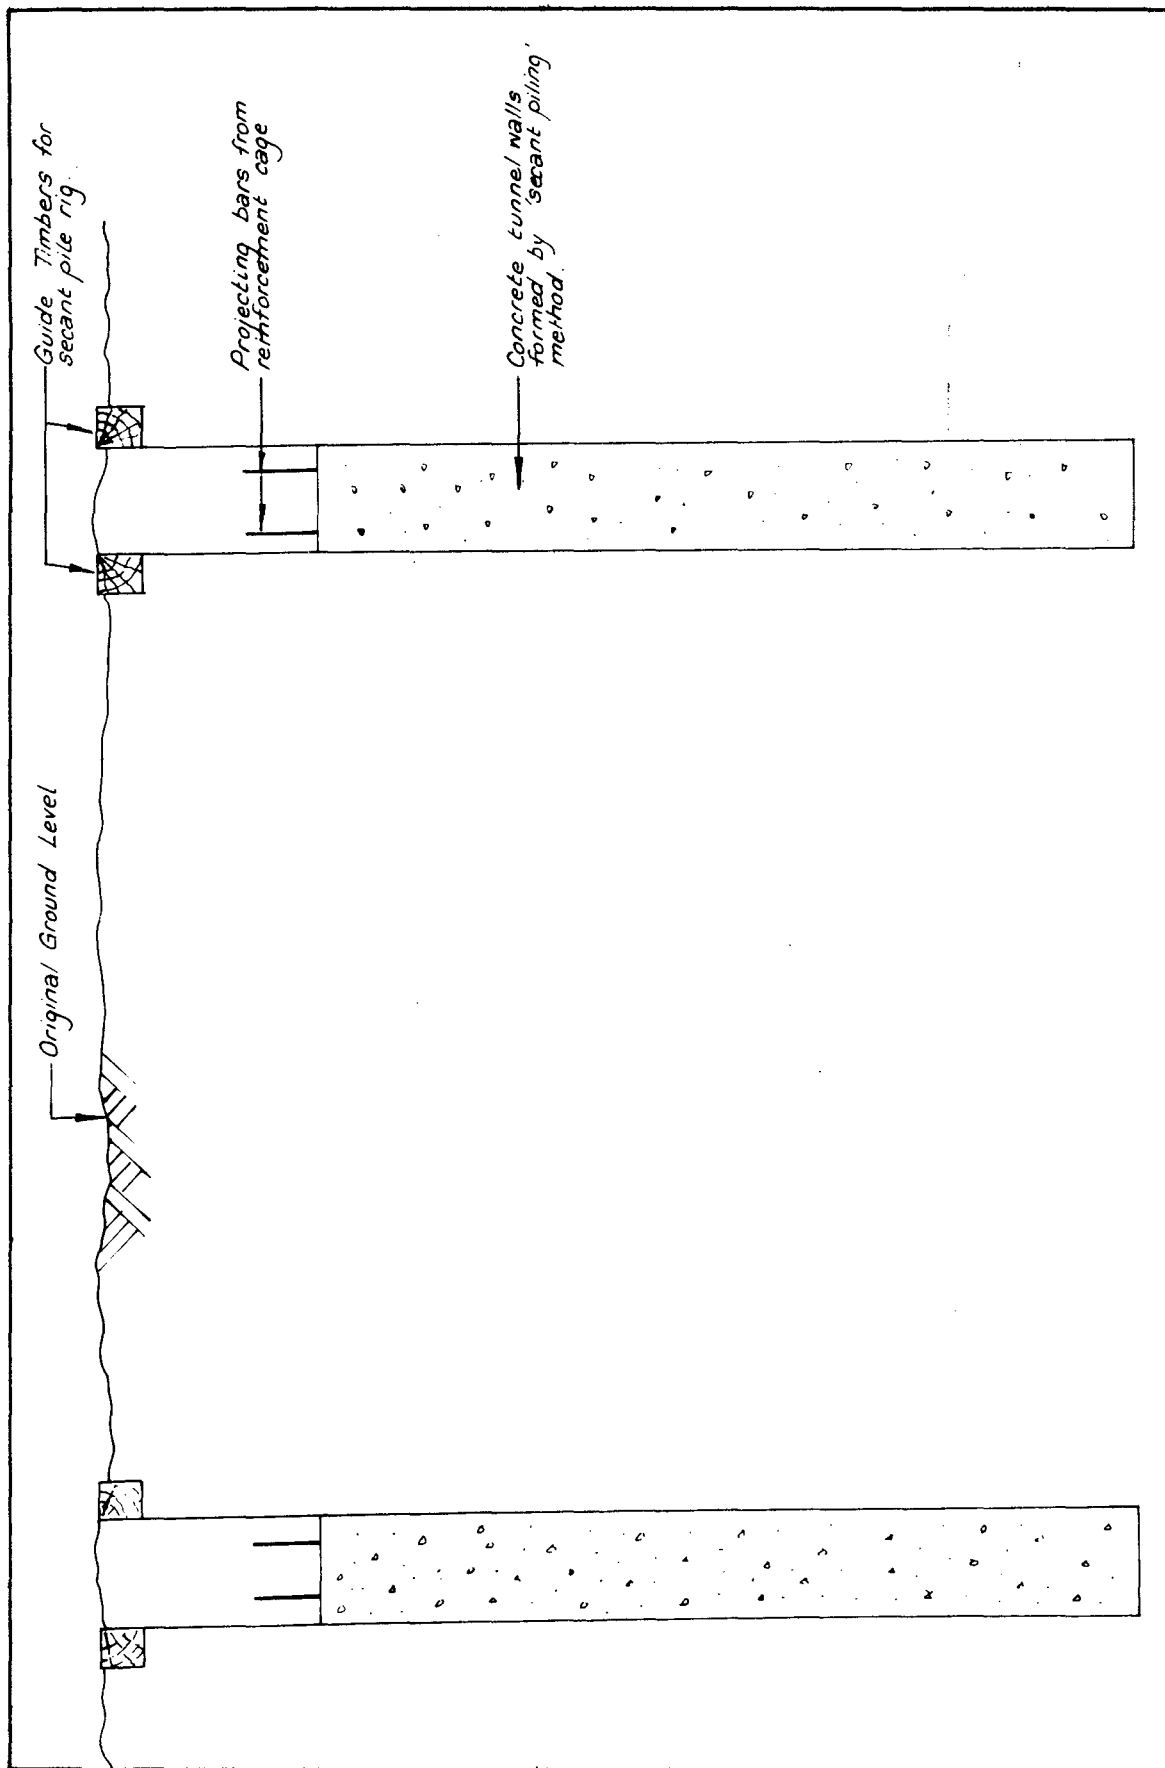 Original Ground Level
Guide Timbers for
secant pile rig.
Projecting bars from
reinforcement cage
Concrete tunnel walls
formed by 'secant piling'
method.